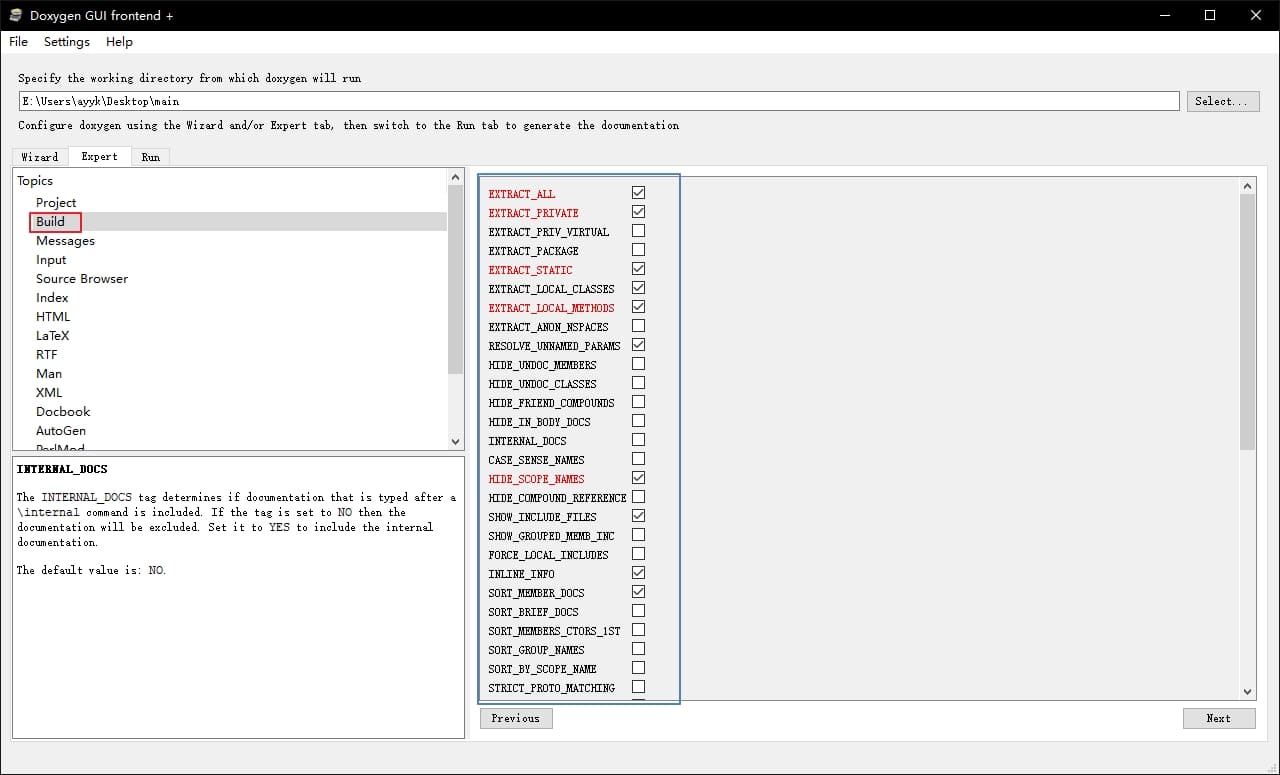 Doxygen GUI frontend +
File Settings Help
Specify the working directory from which doxygen will run
E:\Users\ayyk\Desktop\main
Select...
Configure doxygen using the Wizard and/or Expert tab, then switch to the Run tab to generate the documentation
Wizard Expert Run
Topics
Project
Build
Messages
Input
Source Browser
Index
HTML
LaTeX
RTF
Man
XML
Docbook
AutoGen
PerlMod
INTERNAL_DOCS
The INTERNAL_DOCS tag determines if documentation that is typed after a
\internal command is included. If the tag is set to NO then the
documentation will be excluded. Set it to YES to include the internal
documentation.
The default value is: NO.
EXTRACT_ALL
EXTRACT_PRIVATE
EXTRACT_PRIV_VIRTUAL
EXTRACT_PACKAGE
EXTRACT_STATIC
EXTRACT_LOCAL_CLASSES
EXTRACT_LOCAL_METHODS
EXTRACT_ANON_NSPACES
RESOLVE_UNNAMED_PARAMS
HIDE_UNDOC_MEMBERS
HIDE_UNDOC_CLASSES
HIDE_FRIEND_COMPOUNDS
HIDE_IN_BODY_DOCS
INTERNAL_DOCS
CASE_SENSE_NAMES
HIDE_SCOPE_NAMES
HIDE_COMPOUND_REFERENCE
SHOW_INCLUDE_FILES
SHOW_GROUPED_MEMB_INC
FORCE_LOCAL_INCLUDES
INLINE_INFO
SORT_MEMBER_DOCS
SORT_BRIEF_DOCS
SORT_MEMBERS_CTORS_1ST
SORT_GROUP_NAMES
SORT_BY_SCOPE_NAME
STRICT_PROTO_MATCHING
Previous
Next